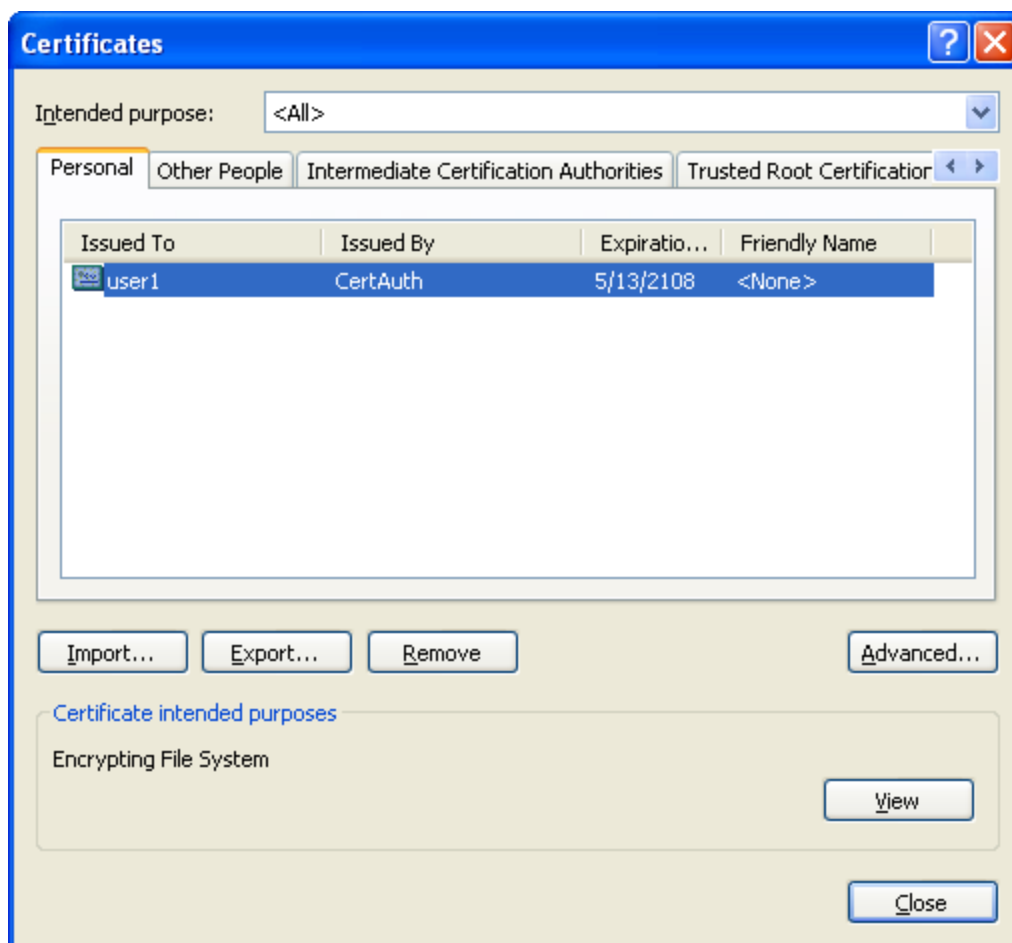 Certificates
Intended purpose: <All>
Personal Other People Intermediate Certification Authorities Trusted Root Certification
Issued To Issued By Expiratio... Friendly Name
user1 CertAuth 5/13/2108 <None>
Import... Export... Remove Advanced...
Certificate intended purposes
Encrypting File System
View
Close